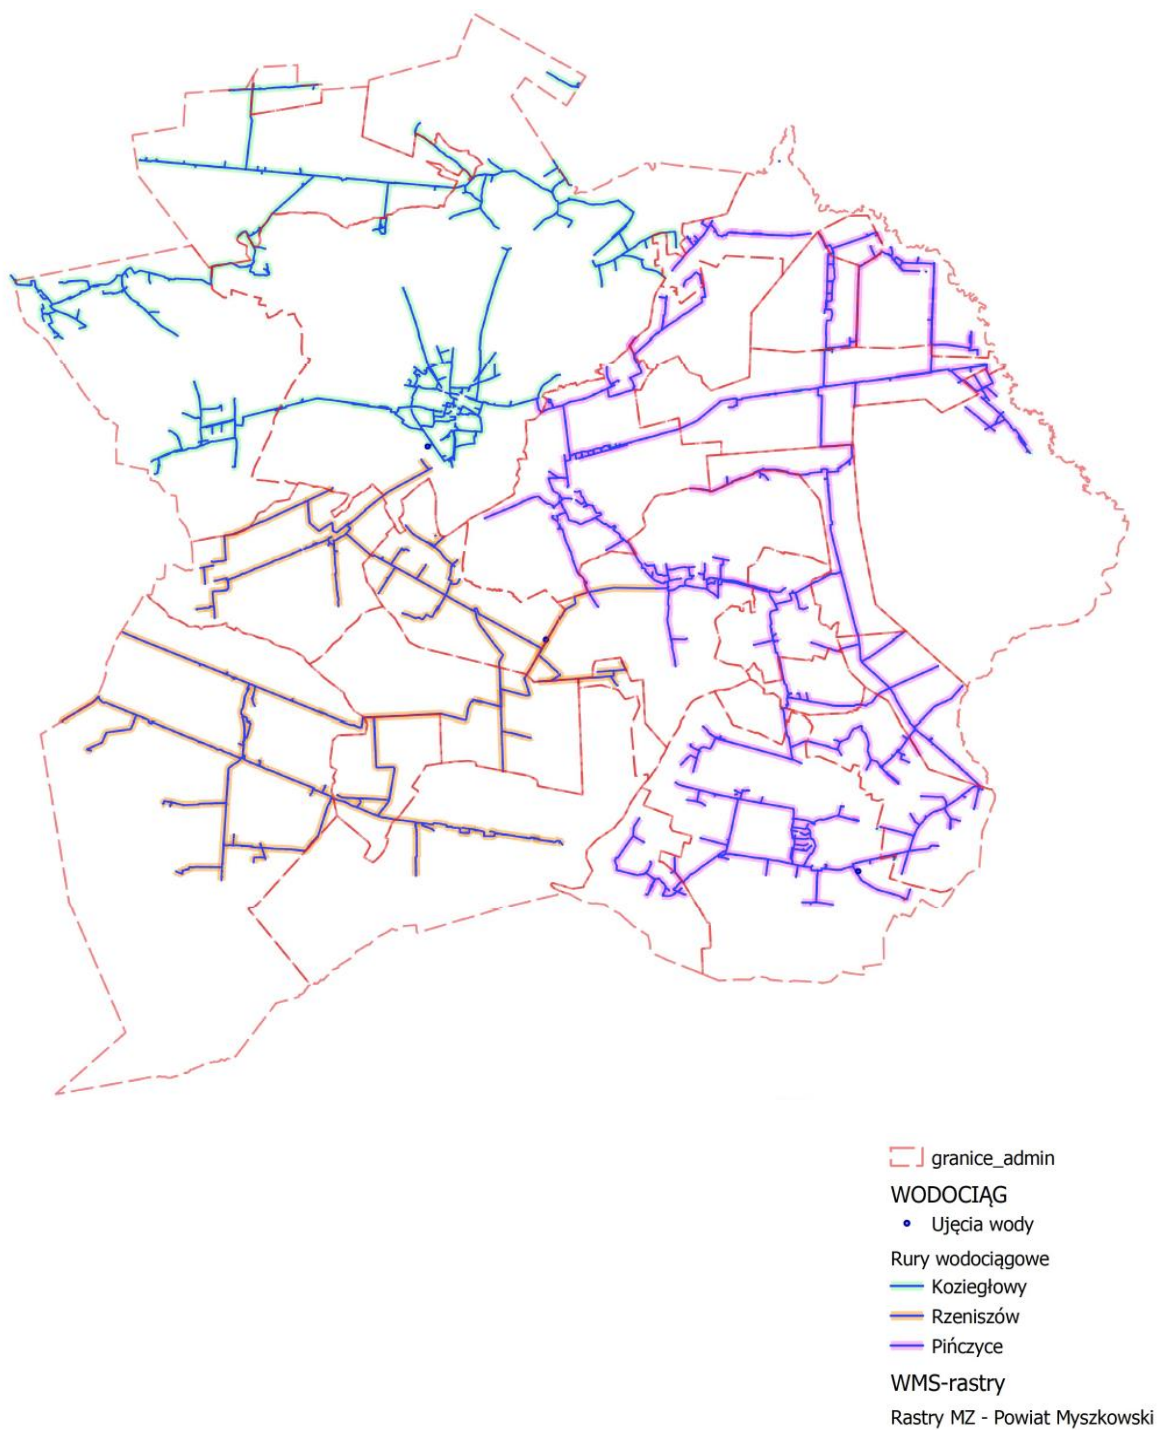 granice_admin
WODOCIĄG
Ujęcia wody
Rury wodociągowe
Koziegłowy
Rzeniszów
Pińczyce
WMS-rastry
Rastry MZ - Powiat Myszkowski